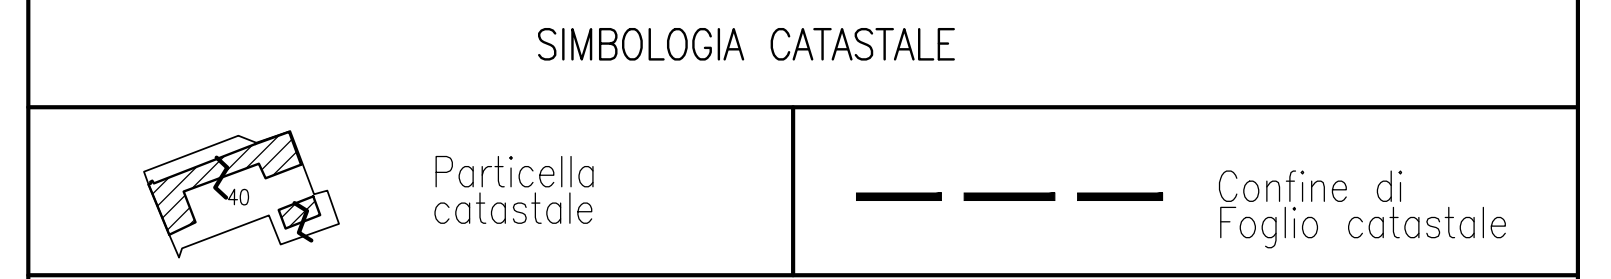 SIMBOLOGIA CATASTALE
40
Particella
catastale
Confine di
Foglio catastale